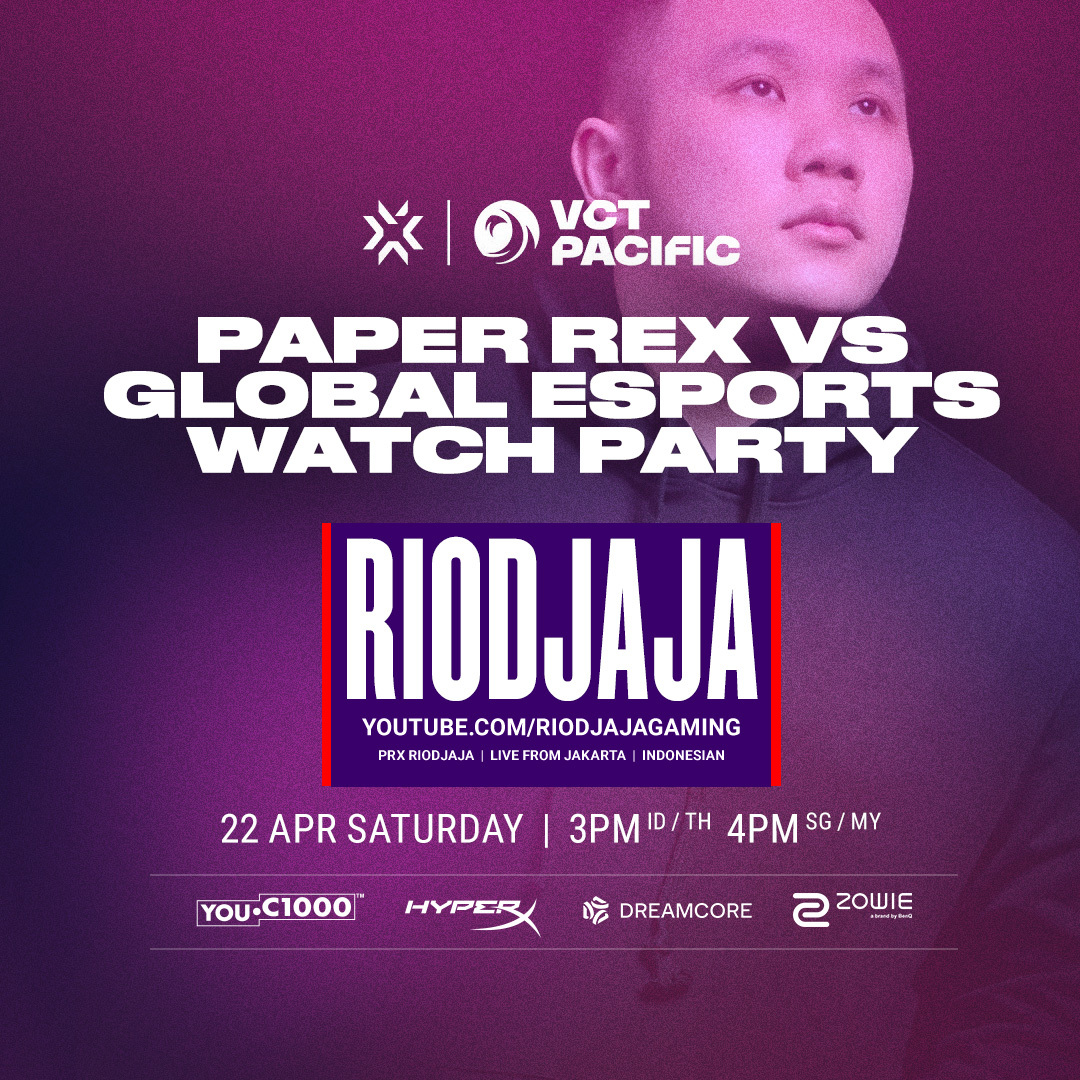 VCT
PACIFIC
PAPER REX VS
GLOBAL ESPORTS
WATCH PARTY
RIODJAJA
YOUTUBE.COM/RIODJAJAGAMING
PRX RIODJAJA | LIVE FROM JAKARTA | INDONESIAN
22 APR SATURDAY | 3PM ID / TH 4PM SG / MY
YOU•C1000™ HYPERX DREAMCORE ZOWIE
a brand by BenQ